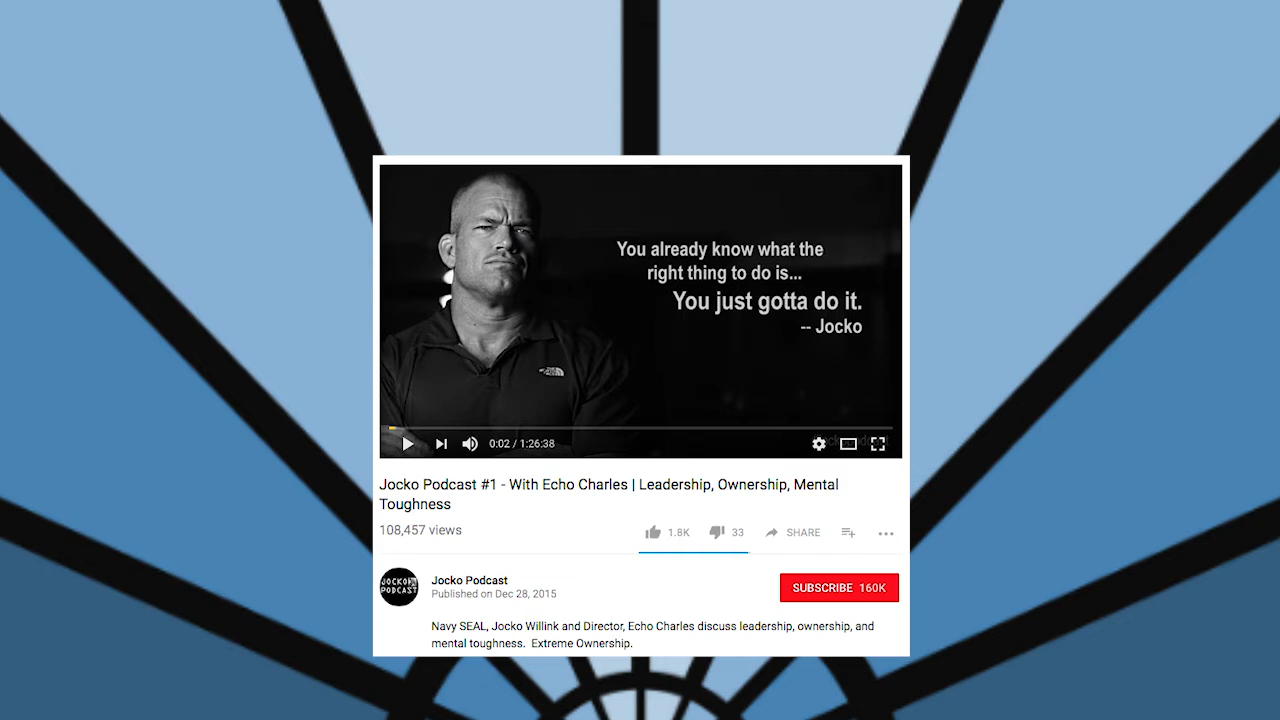 You already know what the
right thing to do is...
You just gotta do it.
-- Jocko
0:02 / 1:26:38
Jocko Podcast #1 - With Echo Charles | Leadership, Ownership, Mental
Toughness
108,457 views
1.8K 33 SHARE
JOCKO
PODCAST
Jocko Podcast
Published on Dec 28, 2015
SUBSCRIBE 160K
Navy SEAL, Jocko Willink and Director, Echo Charles discuss leadership, ownership, and
mental toughness.  Extreme Ownership.